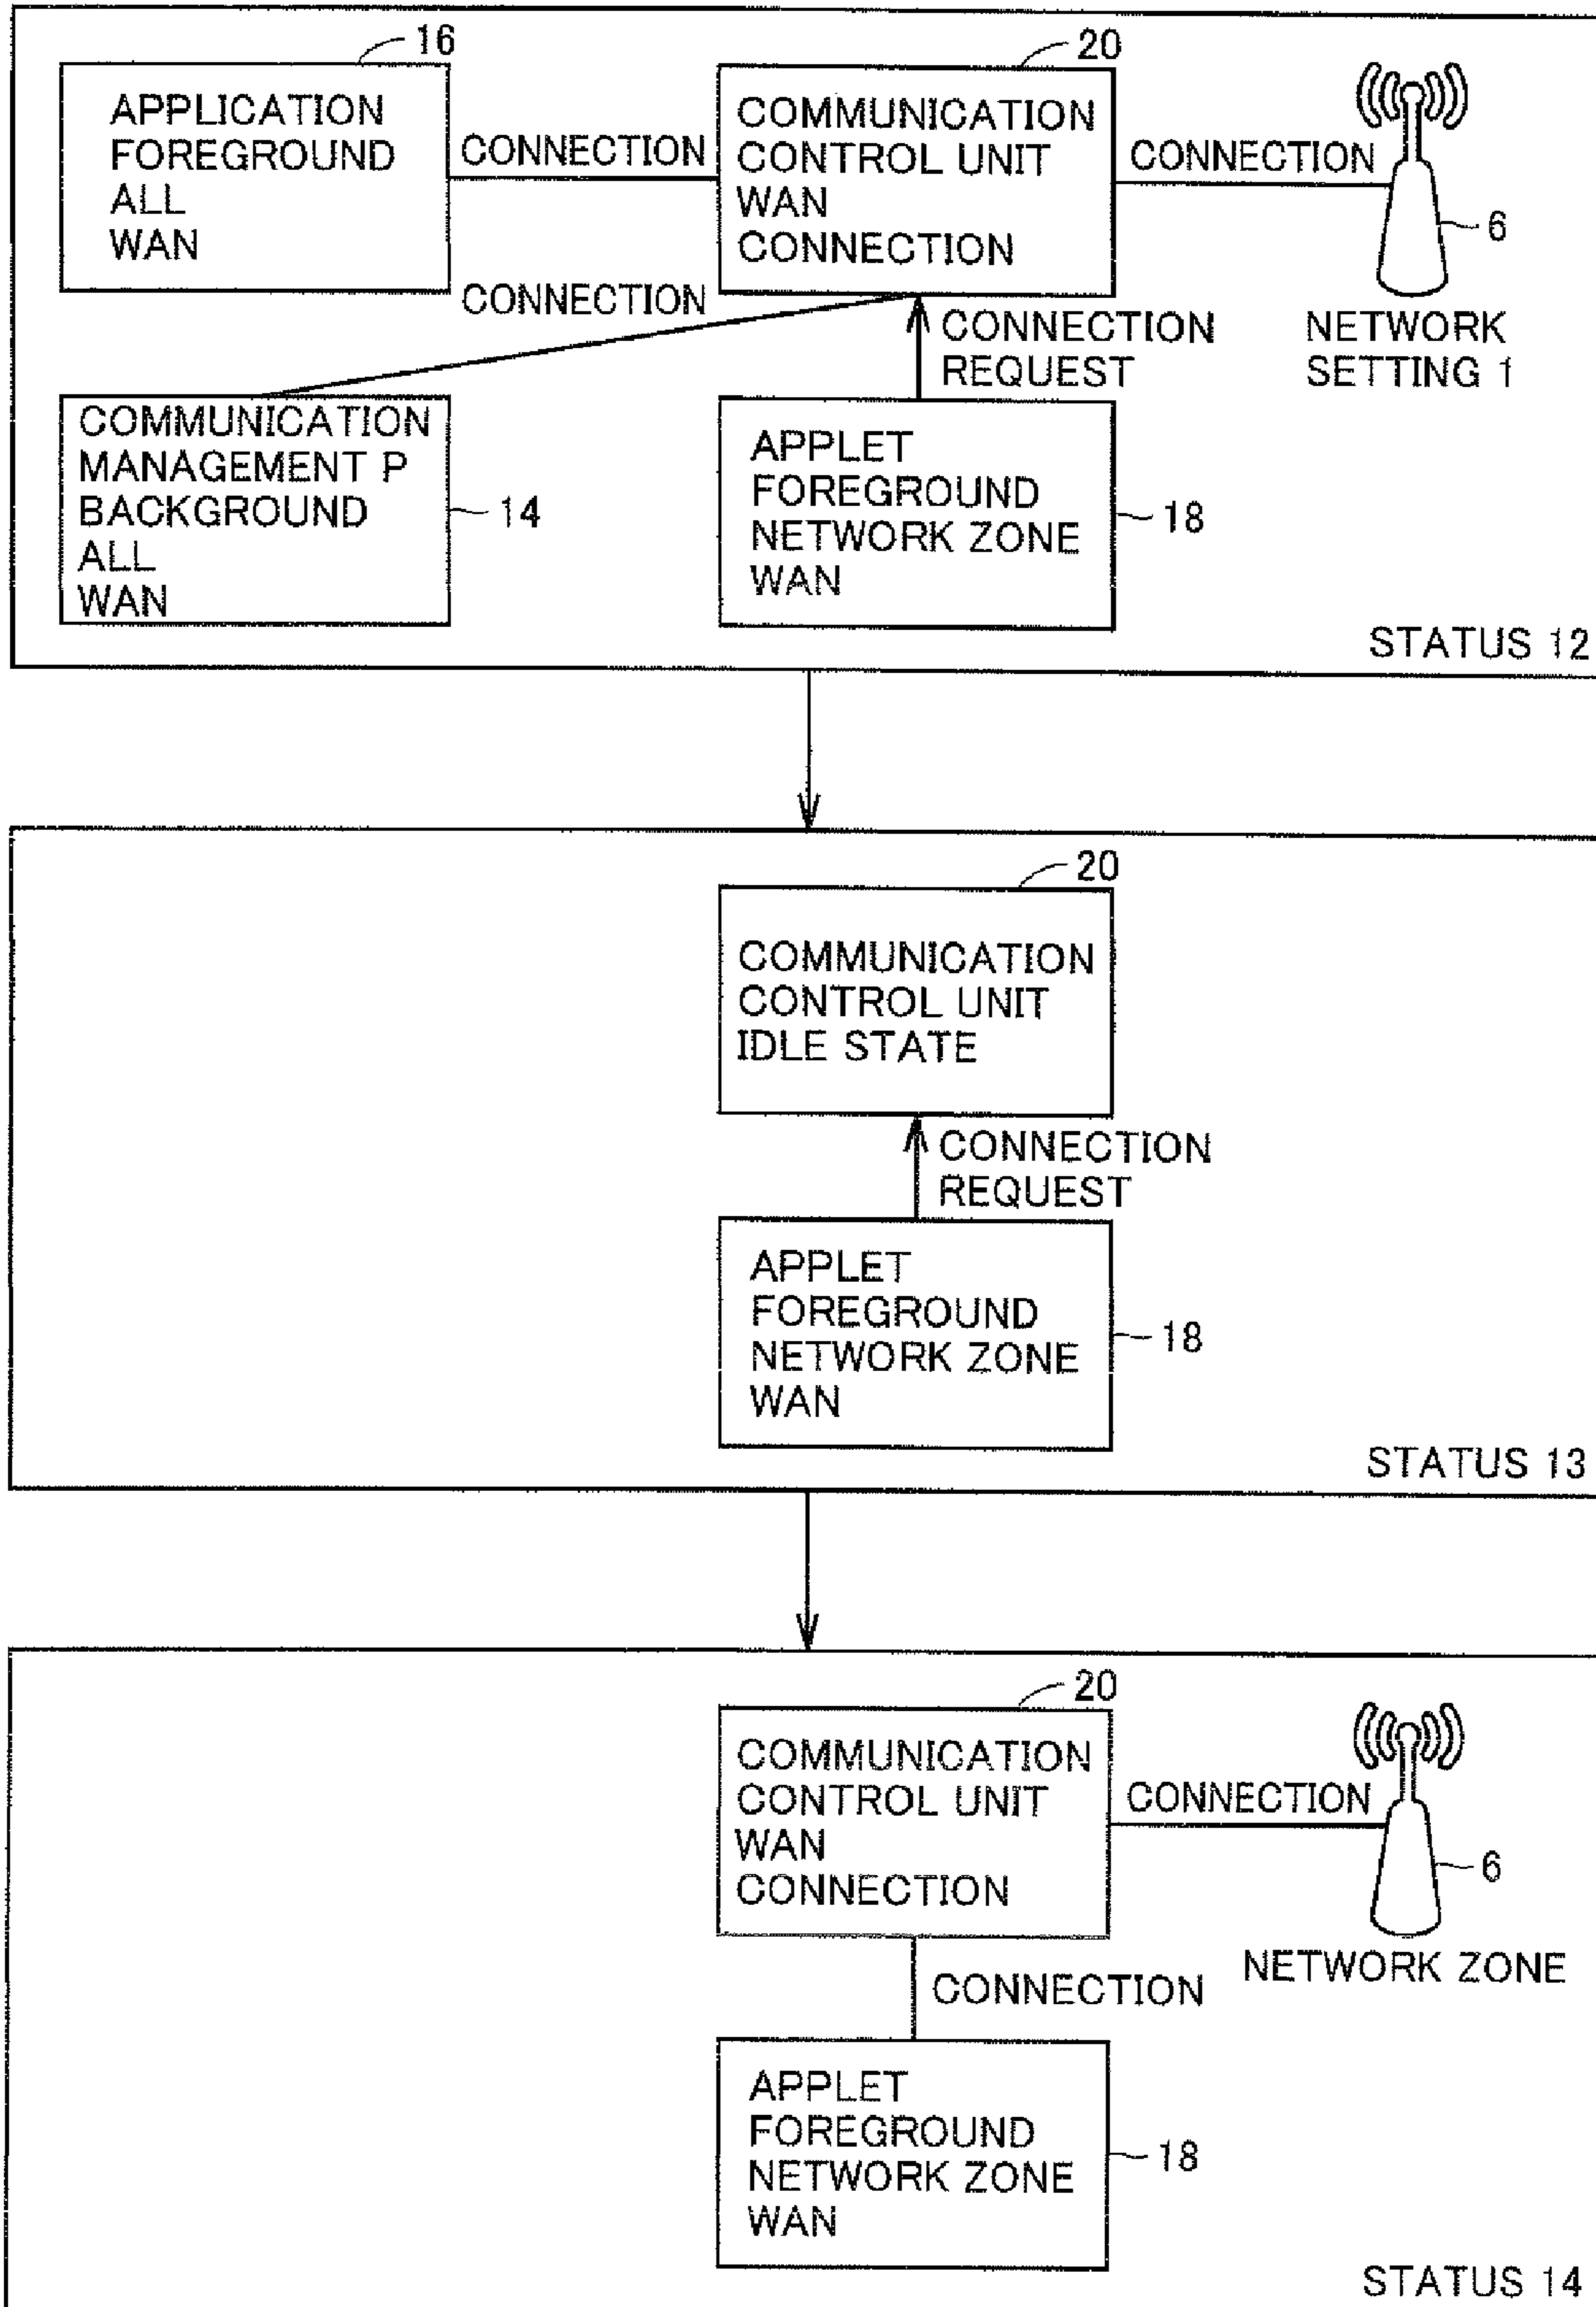 16
APPLICATION
FOREGROUND
ALL
WAN
CONNECTION
20
COMMUNICATION
CONTROL UNIT
WAN
CONNECTION
CONNECTION
6
NETWORK
SETTING 1
CONNECTION
CONNECTION
REQUEST
COMMUNICATION
MANAGEMENT P
BACKGROUND
ALL
WAN
14
APPLET
FOREGROUND
NETWORK ZONE
WAN
18
STATUS 12
20
COMMUNICATION
CONTROL UNIT
IDLE STATE
CONNECTION
REQUEST
APPLET
FOREGROUND
NETWORK ZONE
WAN
18
STATUS 13
20
COMMUNICATION
CONTROL UNIT
WAN
CONNECTION
CONNECTION
6
NETWORK ZONE
CONNECTION
APPLET
FOREGROUND
NETWORK ZONE
WAN
18
STATUS 14